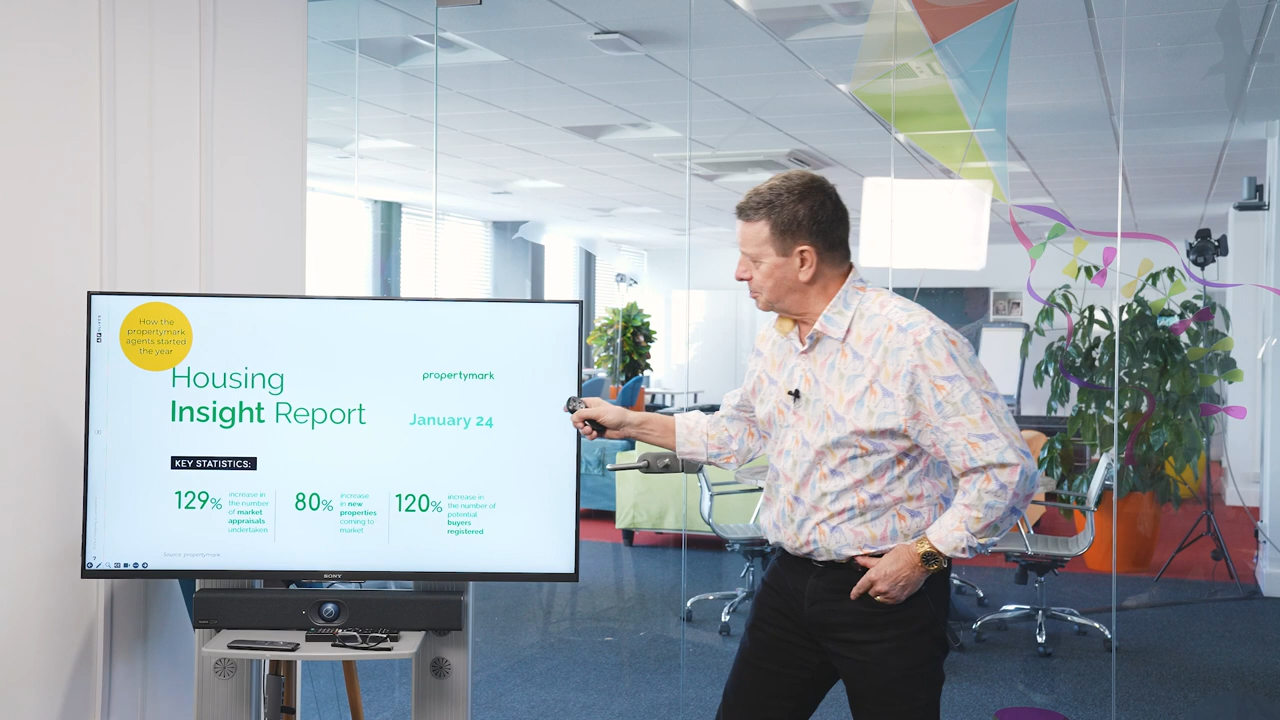 How the
propertymark
agents started
the year
Housing
Insight Report
propertymark
January 24
KEY STATISTICS:
129%
increase in
the number
of market
appraisals
undertaken
80%
increase
in new
properties
coming to
market
120%
increase in
the number of
potential
buyers
registered
Source: propertymark
SONY